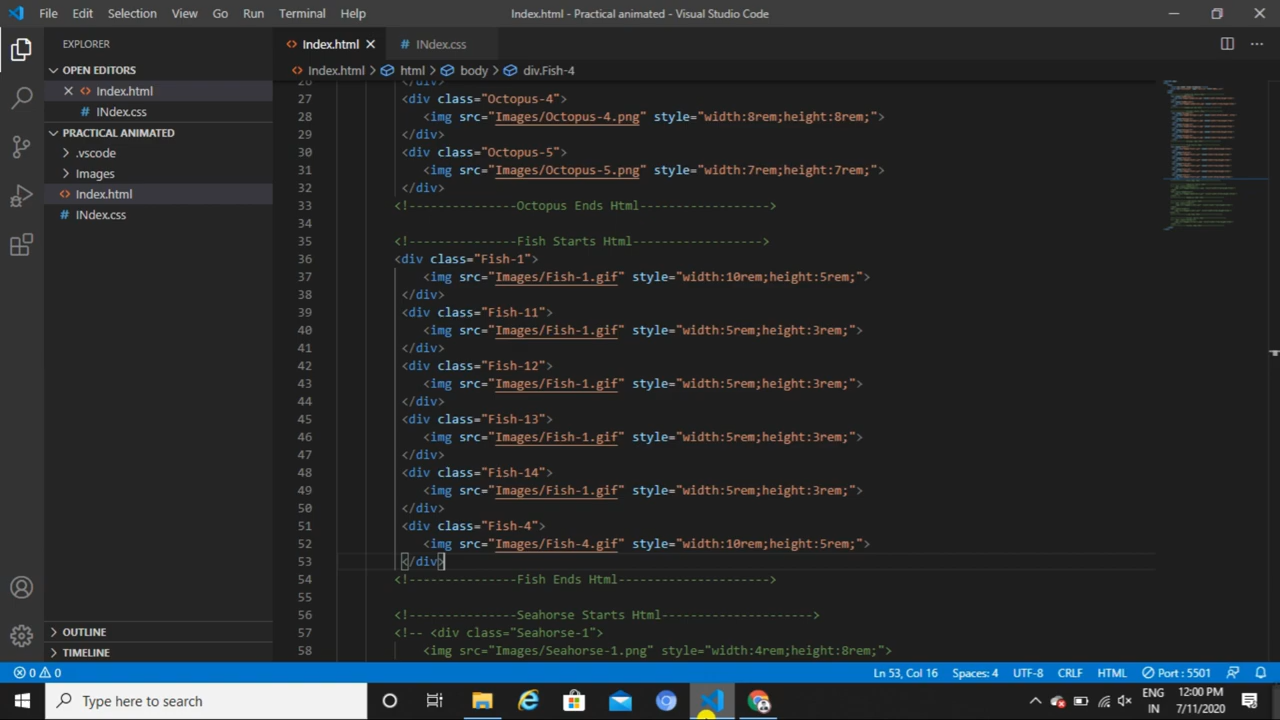 File Edit Selection View Go Run Terminal Help Index.html - Practical animated - Visual Studio Code
EXPLORER
OPEN EDITORS
Index.html
INdex.css
PRACTICAL ANIMATED
.vscode
Images
Index.html
INdex.css
OUTLINE
TIMELINE
Index.html INdex.css
Index.html > html > body > div.Fish-4
27 <div class="Octopus-4">
28 <img src="Images/Octopus-4.png" style="width:8rem;height:8rem;">
29 </div>
30 <div class="Octopus-5">
31 <img src="Images/Octopus-5.png" style="width:7rem;height:7rem;">
32 </div>
33 <!---------------Octopus Ends Html------------------>
34
35 <!---------------Fish Starts Html------------------>
36 <div class="Fish-1">
37 <img src="Images/Fish-1.gif" style="width:10rem;height:5rem;">
38 </div>
39 <div class="Fish-11">
40 <img src="Images/Fish-1.gif" style="width:5rem;height:3rem;">
41 </div>
42 <div class="Fish-12">
43 <img src="Images/Fish-1.gif" style="width:5rem;height:3rem;">
44 </div>
45 <div class="Fish-13">
46 <img src="Images/Fish-1.gif" style="width:5rem;height:3rem;">
47 </div>
48 <div class="Fish-14">
49 <img src="Images/Fish-1.gif" style="width:5rem;height:3rem;">
50 </div>
51 <div class="Fish-4">
52 <img src="Images/Fish-4.gif" style="width:10rem;height:5rem;">
53 </div>
54 <!---------------Fish Ends Html--------------------->
55
56 <!---------------Seahorse Starts Html--------------------->
57 <!-- <div class="Seahorse-1">
58 <img src="Images/Seahorse-1.png" style="width:4rem;height:8rem;">
0 0 Ln 53, Col 16 Spaces: 4 UTF-8 CRLF HTML Port : 5501
Type here to search
ENG
IN
12:00 PM
7/11/2020